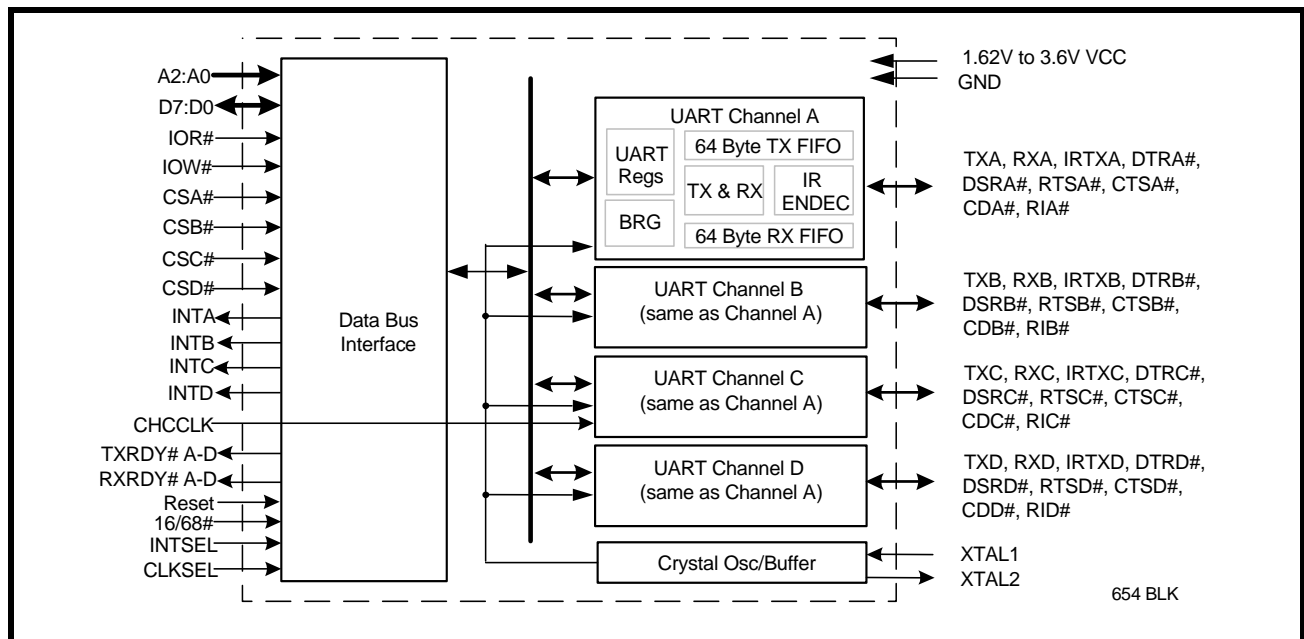 A2:A0
D7:D0
IOR#
IOW#
CSA#
CSB#
CSC#
CSD#
INTA
INTB
INTC
INTD
CHCCLK
TXRDY# A-D
RXRDY# A-D
Reset
16/68#
INTSEL
CLKSEL
Data Bus
Interface
UART Channel A
UART
Regs
BRG
64 Byte TX FIFO
TX & RX
IR
ENDEC
64 Byte RX FIFO
UART Channel B
(same as Channel A)
UART Channel C
(same as Channel A)
UART Channel D
(same as Channel A)
Crystal Osc/Buffer
1.62V to 3.6V VCC
GND
TXA, RXA, IRTXA, DTRA#,
DSRA#, RTSA#, CTSA#,
CDA#, RIA#
TXB, RXB, IRTXB, DTRB#,
DSRB#, RTSB#, CTSB#,
CDB#, RIB#
TXC, RXC, IRTXC, DTRC#,
DSRC#, RTSC#, CTSC#,
CDC#, RIC#
TXD, RXD, IRTXD, DTRD#,
DSRD#, RTSD#, CTSD#,
CDD#, RID#
XTAL1
XTAL2
654 BLK